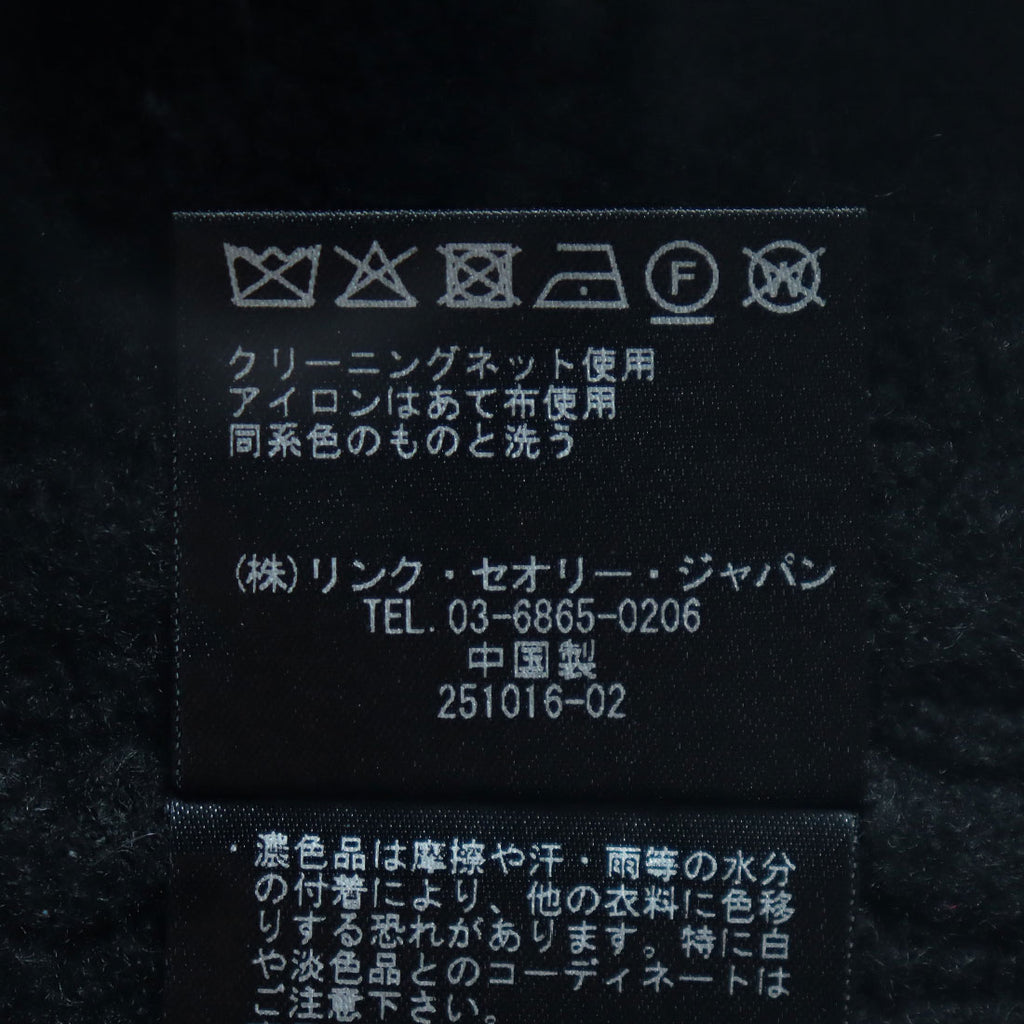 F W
クリーニングネット使用
アイロンはあて布使用
同系色のものと洗う
(株)リンク・セオリー・ジャパン
TEL. 03-6865-0206
中国製
251016-02
・濃色品は摩擦や汗・雨等の水分
の付着により、他の衣料に色移
りする恐れがあります。特に白
や淡色品とのコーディネートは
ご注意下さい。